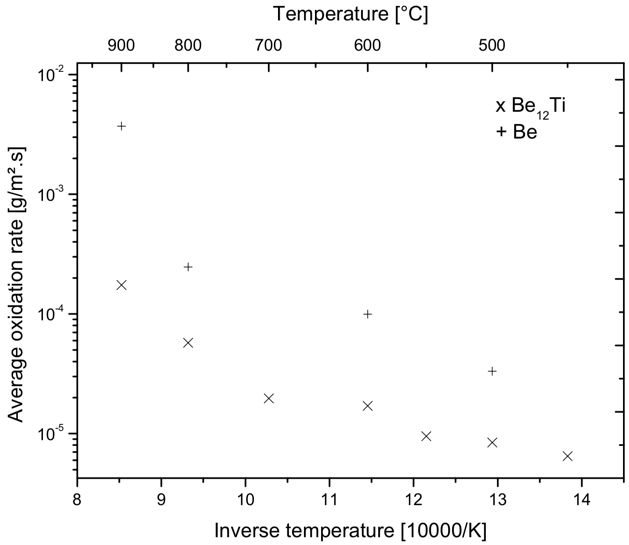 Temperature [°C]
900 800 700 600 500
10⁻²
x Be₁₂Ti
+ Be
10⁻³
Average oxidation rate [g/m².s]
10⁻⁴
10⁻⁵
8 9 10 11 12 13 14
Inverse temperature [10000/K]